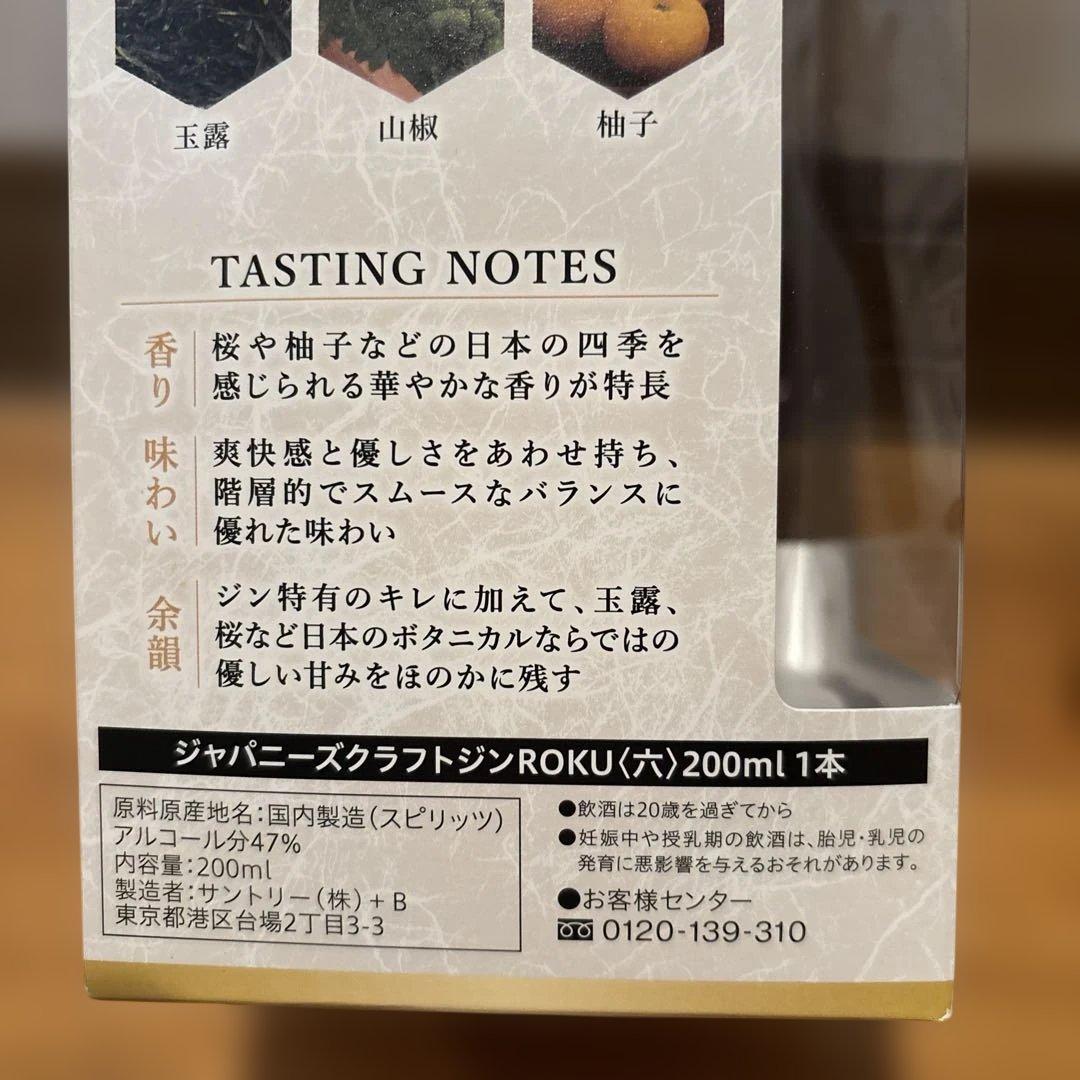 玉露 山椒 柚子
TASTING NOTES
香り
桜や柚子などの日本の四季を
感じられる華やかな香りが特長
味わい
爽快感と優しさをあわせ持ち、
階層的でスムースなバランスに
優れた味わい
余韻
ジン特有のキレに加えて、玉露、
桜など日本のボタニカルならではの
優しい甘みをほのかに残す
ジャパニーズクラフトジンROKU〈六〉200ml 1本
原料原産地名：国内製造（スピリッツ）
アルコール分47%
内容量：200ml
製造者：サントリー（株）＋B
東京都港区台場2丁目3-3
●飲酒は20歳を過ぎてから
●妊娠中や授乳期の飲酒は、胎児・乳児の
発育に悪影響を与えるおそれがあります。
●お客様センター
0120-139-310